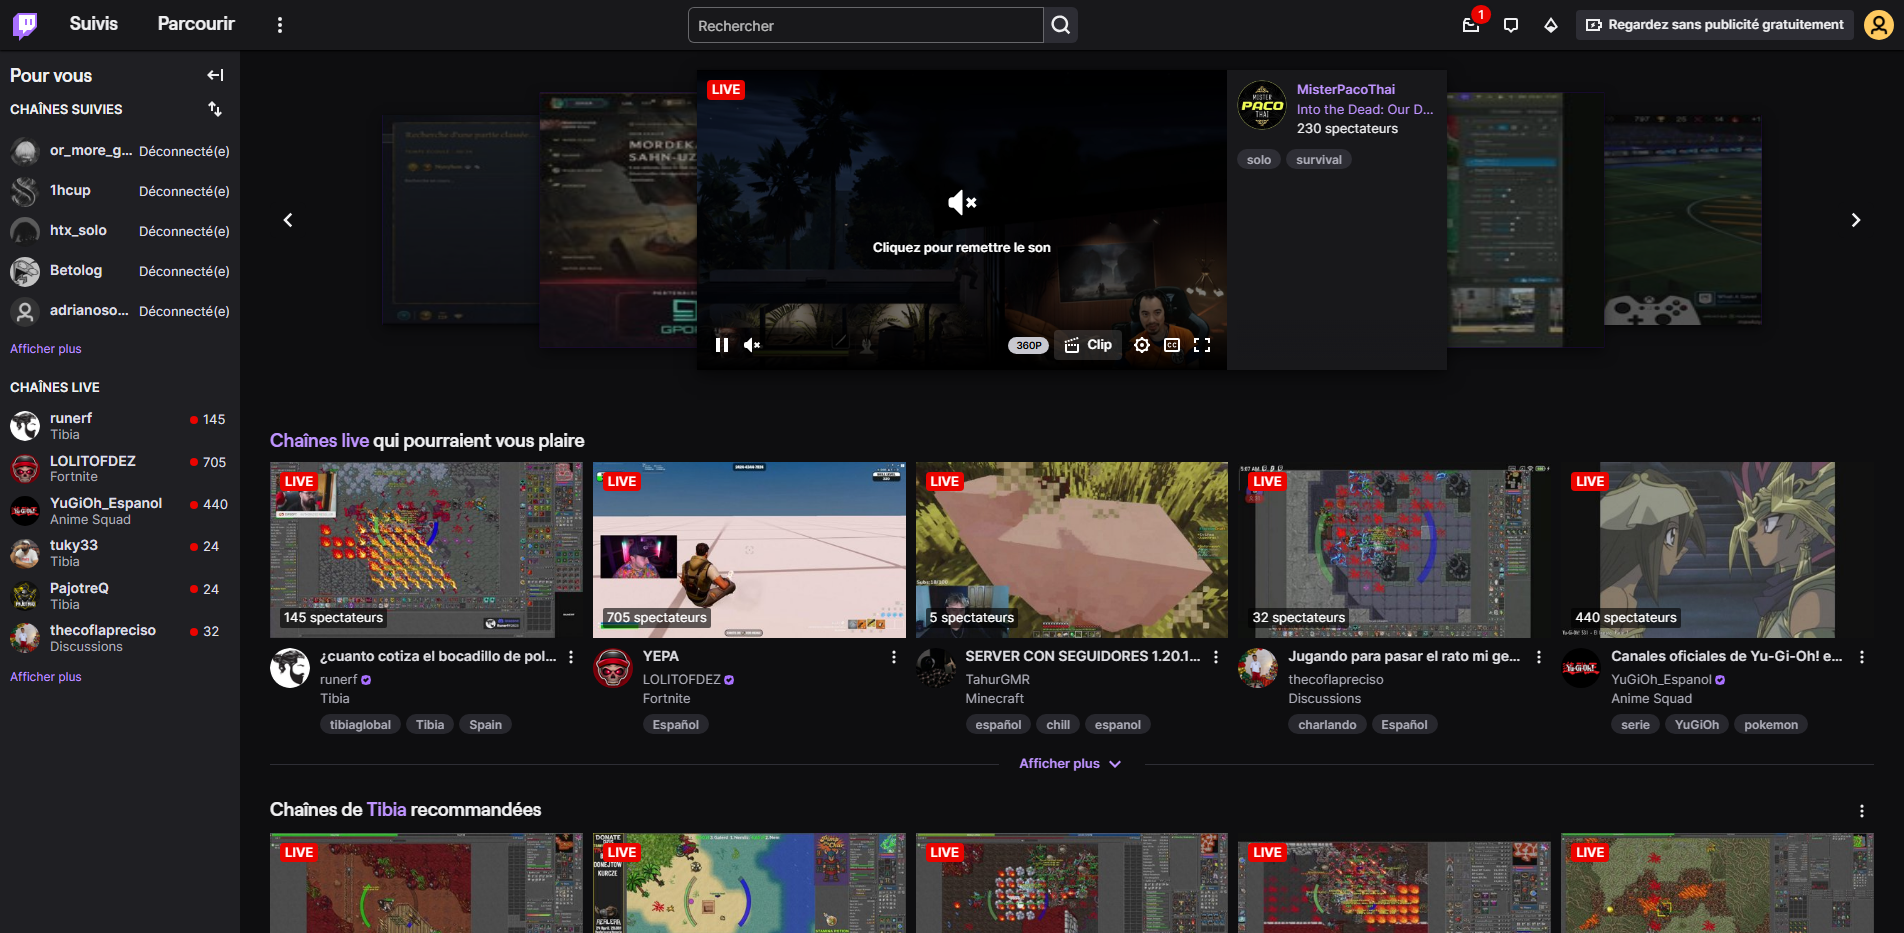 Suivis
Parcourir
Rechercher
1
Regardez sans publicité gratuitement
Pour vous
CHAÎNES SUIVIES
or_more_g... Déconnecté(e)
1hcup Déconnecté(e)
htx_solo Déconnecté(e)
Betolog Déconnecté(e)
adrianoso... Déconnecté(e)
Afficher plus
CHAÎNES LIVE
runerf 145
Tibia
LOLITOFDEZ 705
Fortnite
YuGiOh_Espanol 440
Anime Squad
tuky33 24
Tibia
PajotreQ 24
Tibia
thecoflapreciso 32
Discussions
Afficher plus
MORDEKA
SAHN-UZ
LIVE
Cliquez pour remettre le son
360P
Clip
MISTER
PACO
THAI
MisterPacoThai
Into the Dead: Our D...
230 spectateurs
solo
survival
Chaînes live qui pourraient vous plaire
LIVE
145 spectateurs
¿cuanto cotiza el bocadillo de pol...
runerf
Tibia
tibiaglobal
Tibia
Spain
LIVE
705 spectateurs
YEPA
LOLITOFDEZ
Fortnite
Español
LIVE
5 spectateurs
SERVER CON SEGUIDORES 1.20.1...
TahurGMR
Minecraft
español
chill
espanol
LIVE
32 spectateurs
Jugando para pasar el rato mi ge...
thecoflapreciso
Discussions
charlando
Español
LIVE
440 spectateurs
Canales oficiales de Yu-Gi-Oh! e...
YuGiOh_Espanol
Anime Squad
serie
YuGiOh
pokemon
Afficher plus
Chaînes de Tibia recommandées
LIVE
LIVE
DONATE
LIVE
LIVE
LIVE